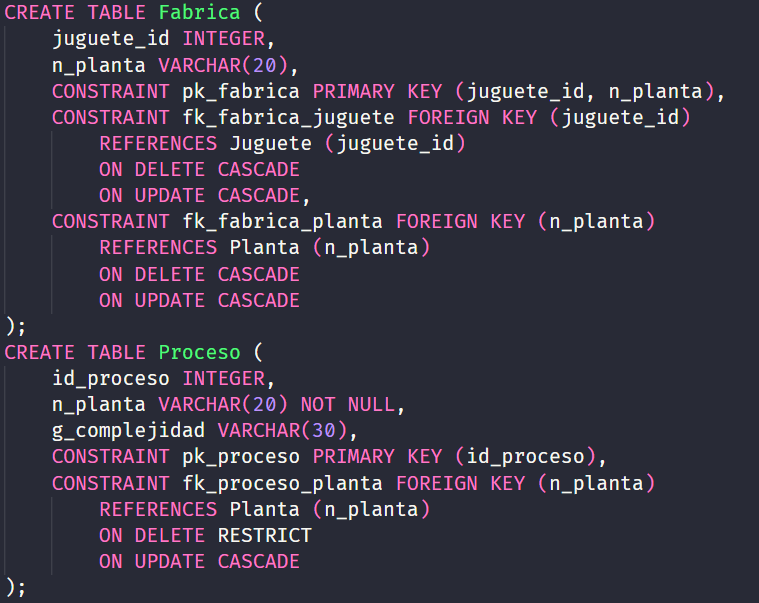 CREATE TABLE Fabrica (
    juguete_id INTEGER,
    n_planta VARCHAR(20),
    CONSTRAINT pk_fabrica PRIMARY KEY (juguete_id, n_planta),
    CONSTRAINT fk_fabrica_juguete FOREIGN KEY (juguete_id)
        REFERENCES Juguete (juguete_id)
        ON DELETE CASCADE
        ON UPDATE CASCADE,
    CONSTRAINT fk_fabrica_planta FOREIGN KEY (n_planta)
        REFERENCES Planta (n_planta)
        ON DELETE CASCADE
        ON UPDATE CASCADE
);
CREATE TABLE Proceso (
    id_proceso INTEGER,
    n_planta VARCHAR(20) NOT NULL,
    g_complejidad VARCHAR(30),
    CONSTRAINT pk_proceso PRIMARY KEY (id_proceso),
    CONSTRAINT fk_proceso_planta FOREIGN KEY (n_planta)
        REFERENCES Planta (n_planta)
        ON DELETE RESTRICT
        ON UPDATE CASCADE
);